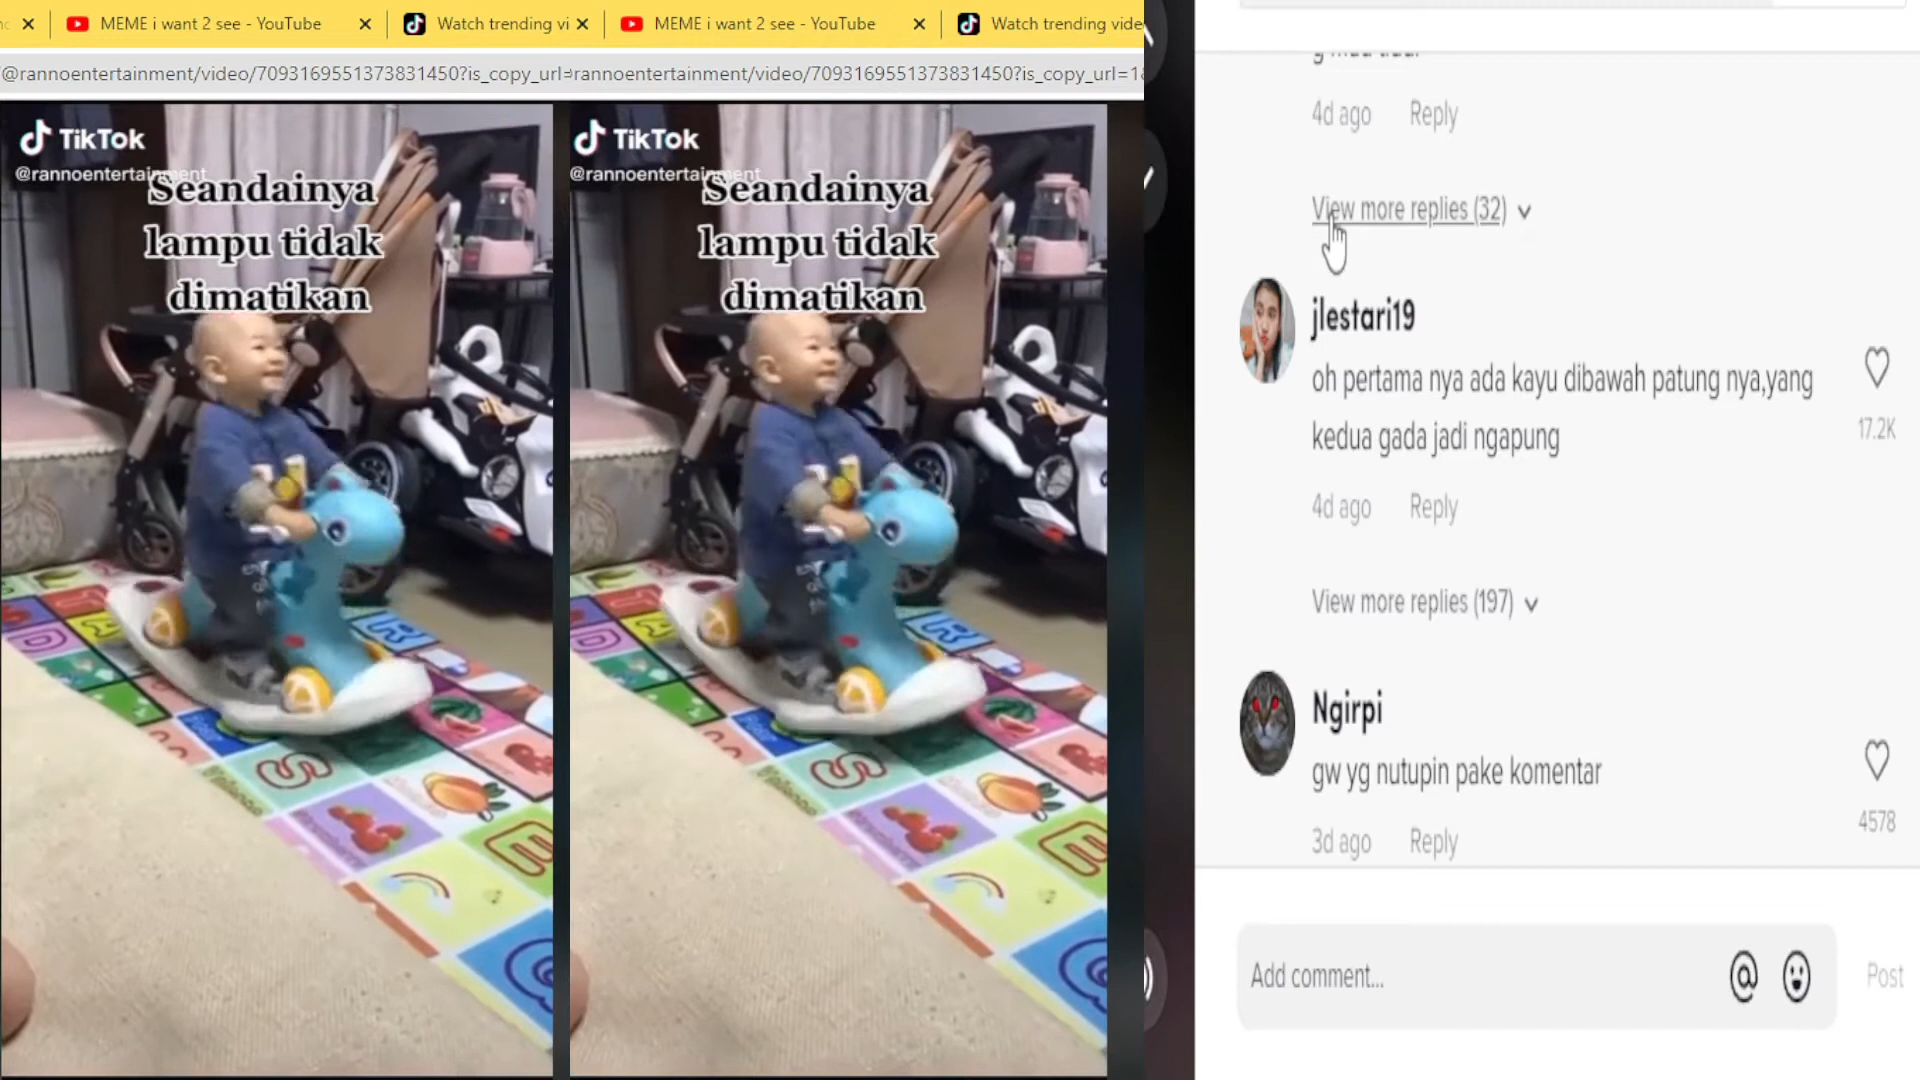 MEME i want 2 see - YouTube
Watch trending vi
MEME i want 2 see - YouTube
Watch trending vide
@rannoentertainment/video/7093169551373831450?is_copy_url=
rannoentertainment/video/7093169551373831450?is_copy_url=1
TikTok
@rannoentertainment
Seandainya
lampu tidak
dimatikan
TikTok
@rannoentertainment
Seandainya
lampu tidak
dimatikan
4d ago Reply
View more replies (32)
jlestari19
oh pertama nya ada kayu dibawah patung nya,yang
kedua gada jadi ngapung
17.2K
4d ago Reply
View more replies (197)
Ngirpi
gw yg nutupin pake komentar
4578
3d ago Reply
Add comment...
Post